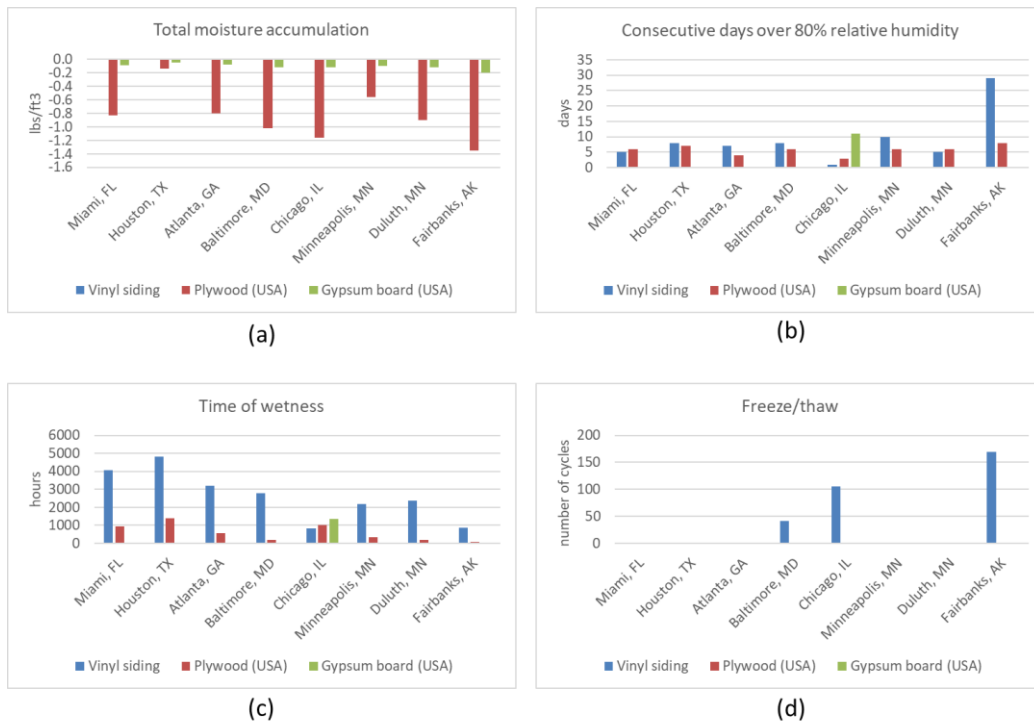 Total moisture accumulation
lbs/ft3
0.0
-0.2
-0.4
-0.6
-0.8
-1.0
-1.2
-1.4
-1.6
Miami, FL
Houston, TX
Atlanta, GA
Baltimore, MD
Chicago, IL
Minneapolis, MN
Duluth, MN
Fairbanks, AK
Vinyl siding Plywood (USA) Gypsum board (USA)
(a)
Consecutive days over 80% relative humidity
days
35
30
25
20
15
10
5
0
Miami, FL
Houston, TX
Atlanta, GA
Baltimore, MD
Chicago, IL
Minneapolis, MN
Duluth, MN
Fairbanks, AK
Vinyl siding Plywood (USA) Gypsum board (USA)
(b)
Time of wetness
hours
6000
5000
4000
3000
2000
1000
0
Miami, FL
Houston, TX
Atlanta, GA
Baltimore, MD
Chicago, IL
Minneapolis, MN
Duluth, MN
Fairbanks, AK
Vinyl siding Plywood (USA) Gypsum board (USA)
(c)
Freeze/thaw
number of cycles
200
150
100
50
0
Miami, FL
Houston, TX
Atlanta, GA
Baltimore, MD
Chicago, IL
Minneapolis, MN
Duluth, MN
Fairbanks, AK
Vinyl siding Plywood (USA) Gypsum board (USA)
(d)